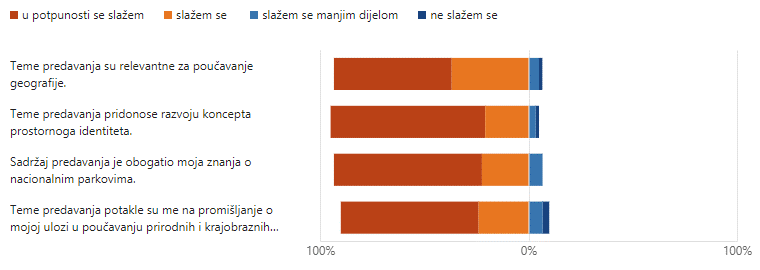 u potpunosti se slažem slažem se slažem se manjim dijelom ne slažem se
Teme predavanja su relevantne za poučavanje
geografije.
Teme predavanja pridonose razvoju koncepta
prostornoga identiteta.
Sadržaj predavanja je obogatio moja znanja o
nacionalnim parkovima.
Teme predavanja potakle su me na promišljanje o
mojoj ulozi u poučavanju prirodnih i krajobraznih...
100% 0% 100%